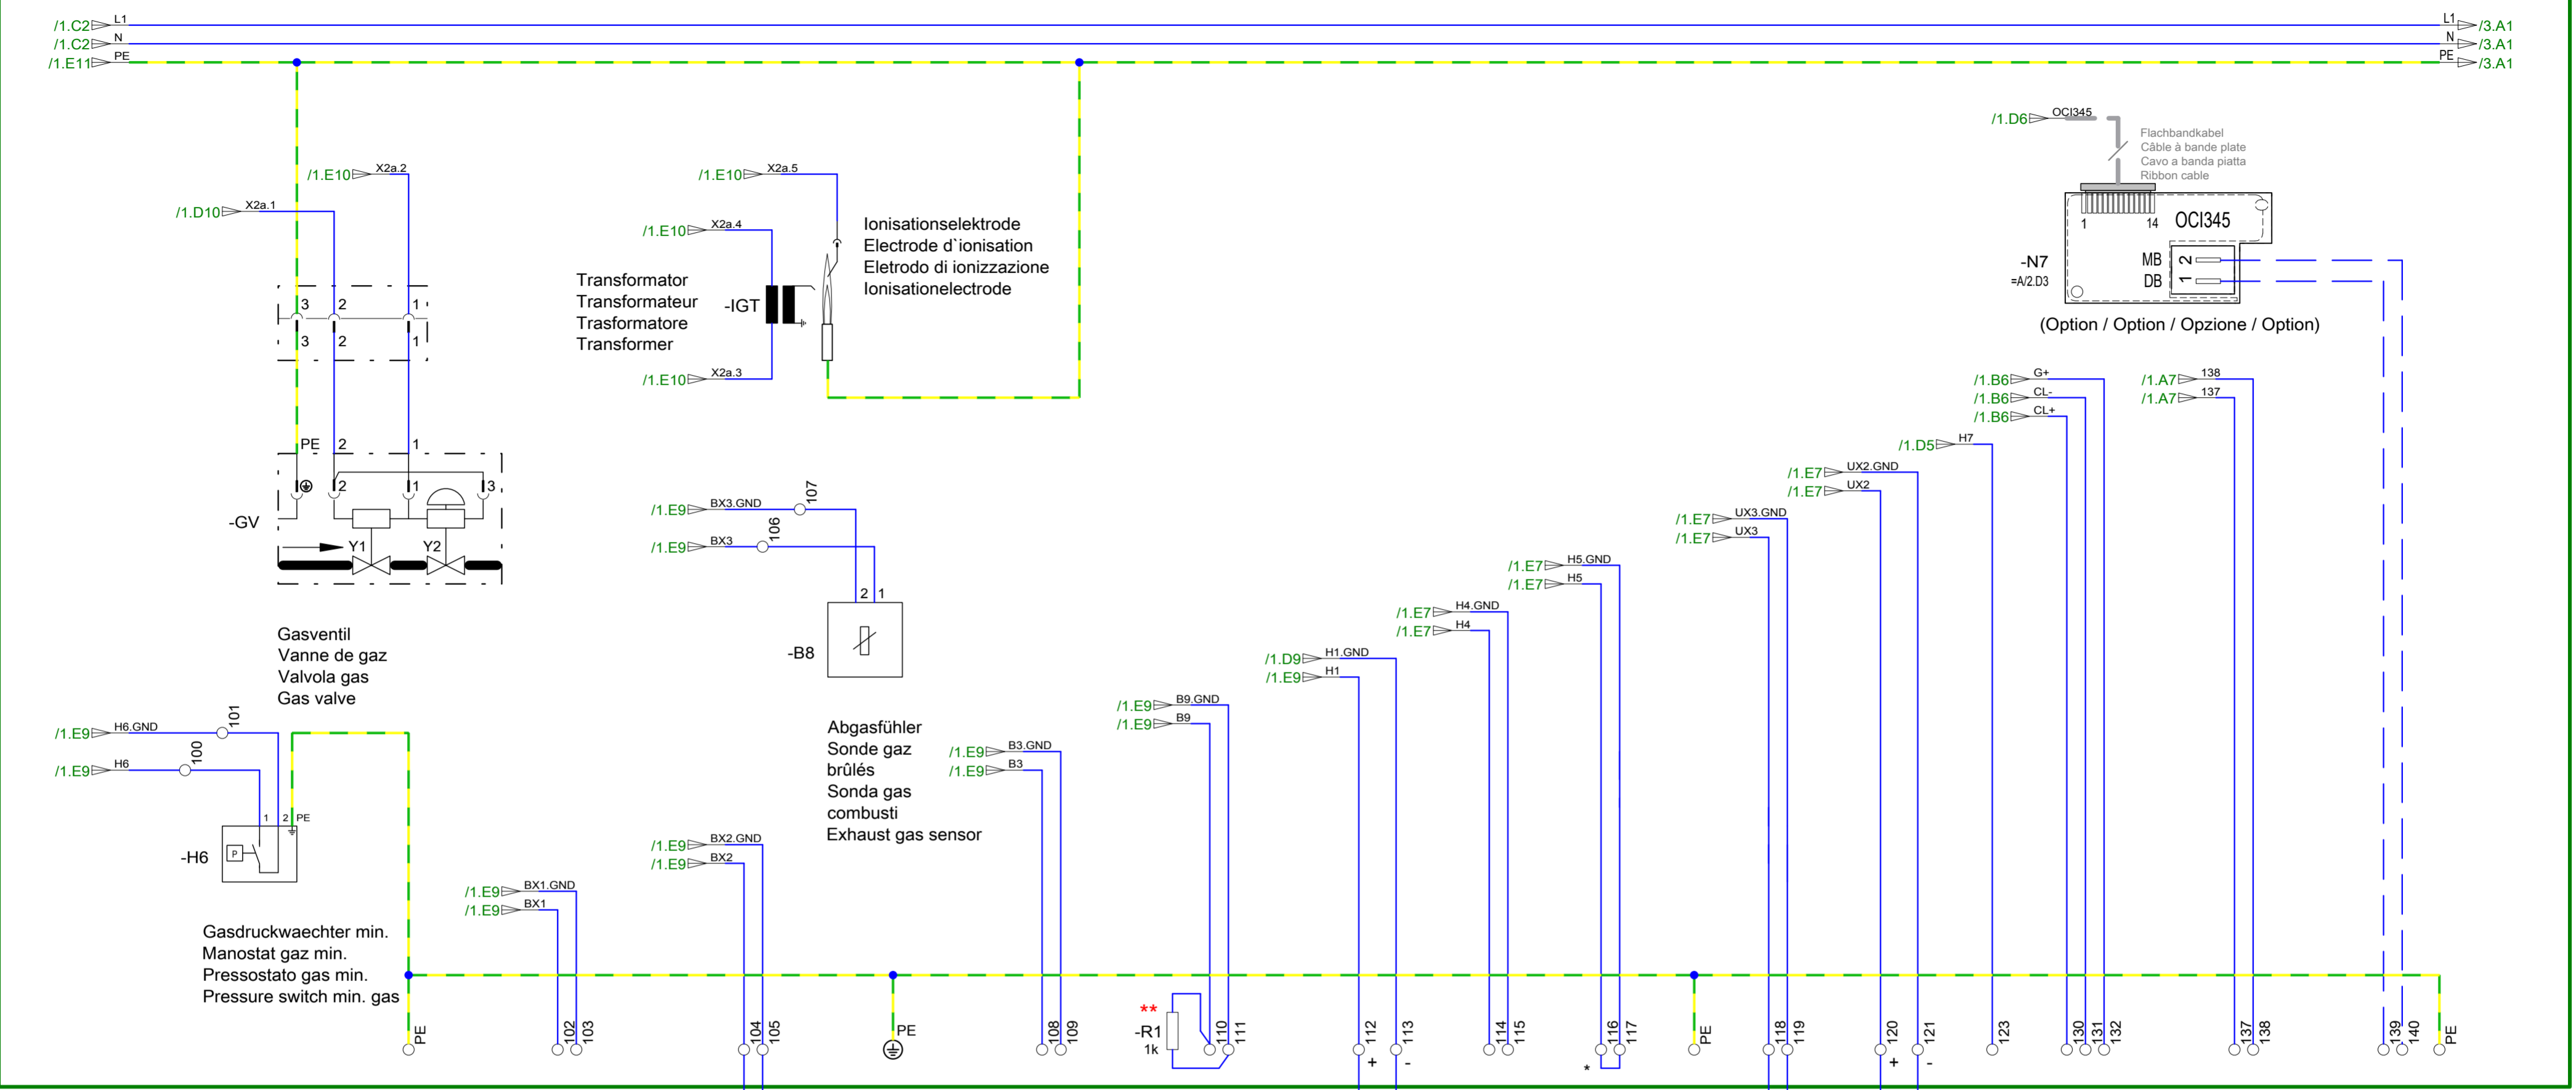 /1.C2 L1
/1.C2 N
/1.E11 PE
L1 /3.A1
N /3.A1
PE /3.A1
/1.D6 OCI345
Flachbandkabel
Câble à bande plate
Cavo a banda piatta
Ribbon cable
1 14 OCI345
-N7 MB 2
=A/2.D3 DB 1
(Option / Option / Opzione / Option)
/1.E10 X2a.2
/1.D10 X2a.1
3 2 1
3 2 1
PE 2 1
2 1 3
-GV
Y1 Y2
Gasventil
Vanne de gaz
Valvola gas
Gas valve
/1.E10 X2a.5
/1.E10 X2a.4
/1.E10 X2a.3
Transformator
Transformateur
Trasformatore
Transformer
-IGT
Ionisationselektrode
Electrode d`ionisation
Eletrodo di ionizzazione
Ionisationelectrode
/1.E9 BX3.GND 107
/1.E9 BX3 106
2 1
-B8
Abgasfühler
Sonde gaz
brûlés
Sonda gas
combusti
Exhaust gas sensor
/1.E9 H6.GND 101
/1.E9 H6 100
1 2 PE
-H6 P
Gasdruckwaechter min.
Manostat gaz min.
Pressostato gas min.
Pressure switch min. gas
/1.E9 BX1.GND
/1.E9 BX1
/1.E9 BX2.GND
/1.E9 BX2
/1.E9 B3.GND
/1.E9 B3
/1.E9 B9.GND
/1.E9 B9
/1.D9 H1.GND
/1.E9 H1
/1.E7 H4.GND
/1.E7 H4
/1.E7 H5.GND
/1.E7 H5
/1.E7 UX3.GND
/1.E7 UX3
/1.E7 UX2.GND
/1.E7 UX2
/1.D5 H7
/1.B6 G+
/1.B6 CL-
/1.B6 CL+
/1.A7 138
/1.A7 137
**
-R1
1k
PE 102 103 104 105 PE 108 109 110 111 112 113 114 115 116 117 PE 118 119 120 121 123 130 131 132 137 138 139 140 PE
+ - * + -